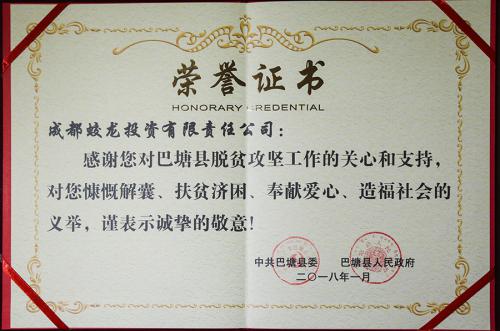 荣誉证书
HONORARY CREDENTIAL
成都蛟龙投资有限责任公司：
感谢您对巴塘县脱贫攻坚工作的关心和支持，
对您慷慨解囊、扶贫济困、奉献爱心、造福社会的
义举，谨表示诚挚的敬意！
中共巴塘县委 巴塘县人民政府
二〇一八年一月